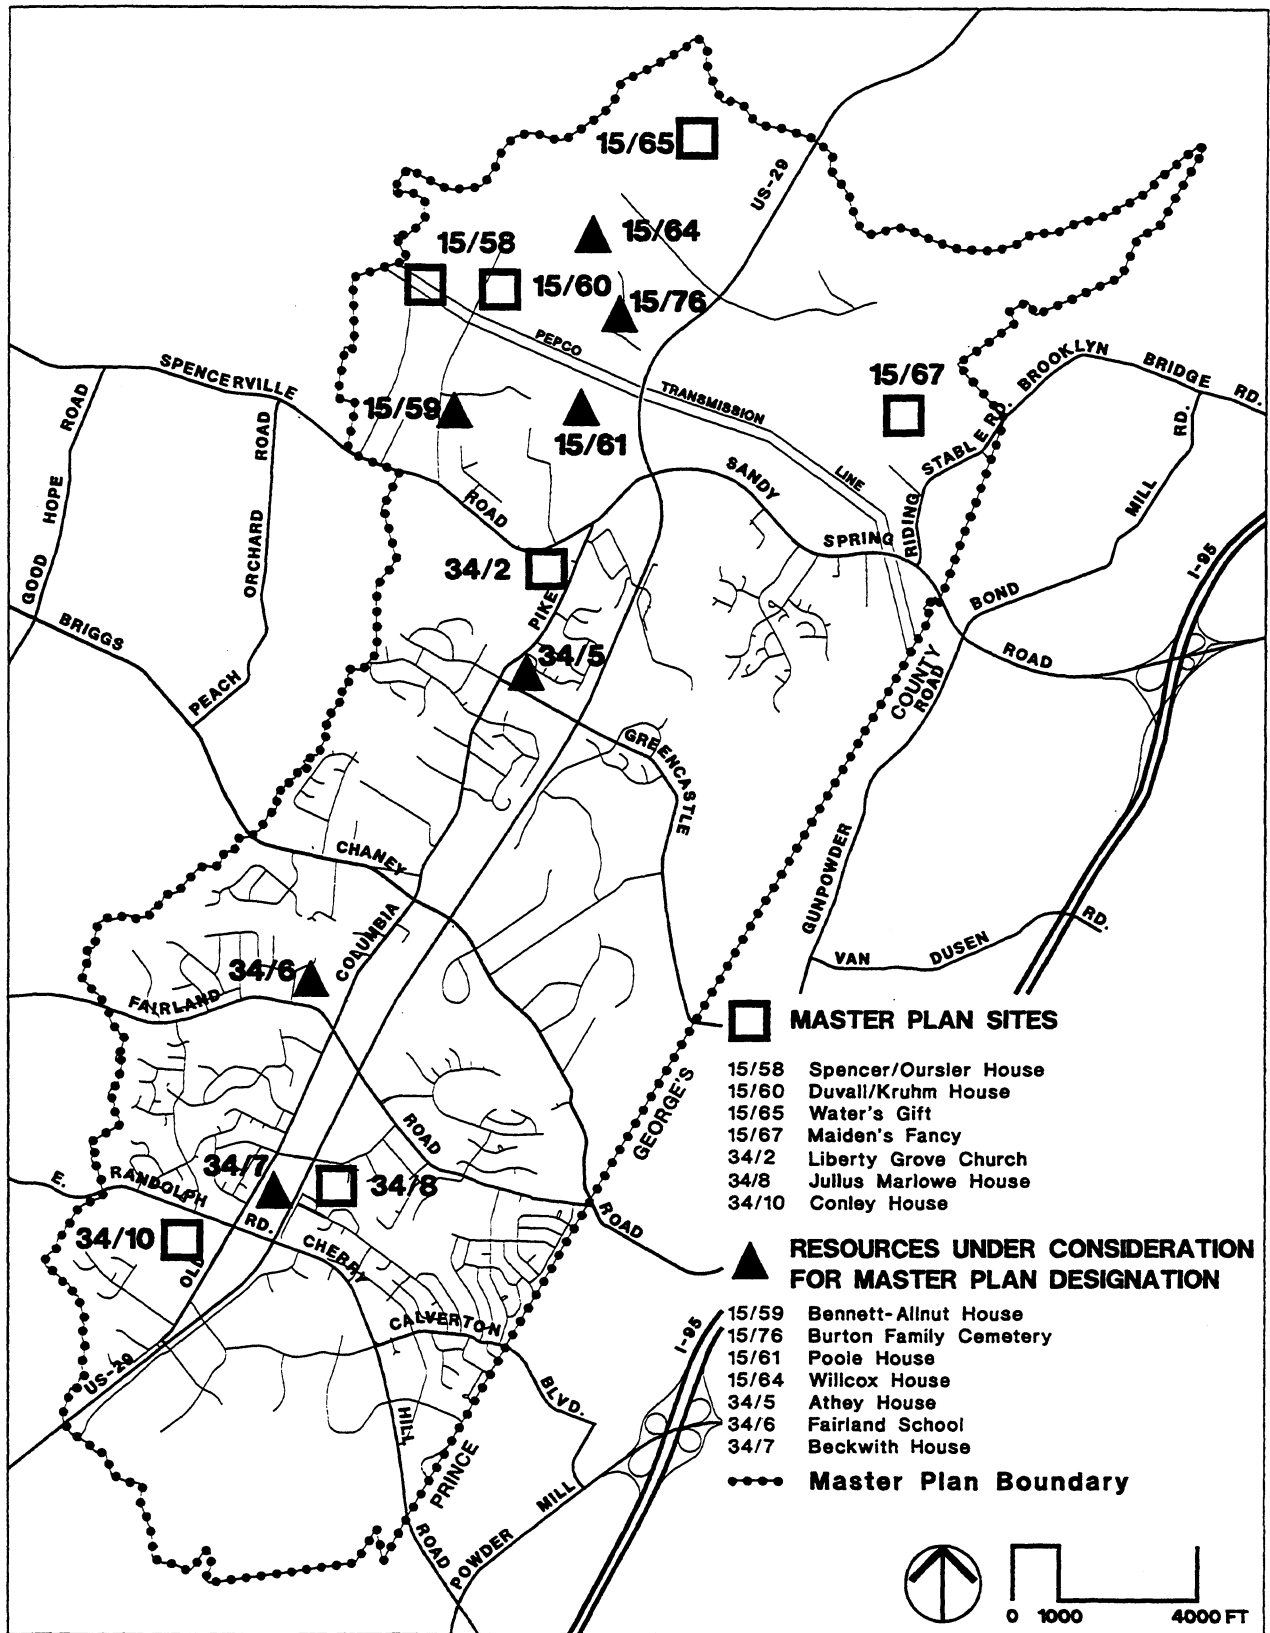 15/65
US-29
15/64
15/58
15/60
15/76
PEPCO
TRANSMISSION
LINE
15/67
BROOKLYN
BRIDGE RD.
SPENCERVILLE
ROAD
GOOD HOPE ROAD
ORCHARD ROAD
PEACH
15/59
15/61
STABLE RD.
RIDING
MILL RD.
SANDY
SPRING
ROAD
I-95
BOND
34/2
BRIGGS
PIKE
34/5
COUNTY
ROAD
GREENCASTLE
CHANEY
COLUMBIA
GUNPOWDER
VAN DUSEN RD.
34/6
FAIRLAND
ROAD
GEORGE'S
E. RANDOLPH RD.
34/7
34/8
34/10
OLD
CHERRY
HILL
ROAD
ROAD
CALVERTON
BLVD.
US-29
PRINCE
POWDER
MILL
I-95
MASTER PLAN SITES
15/58 Spencer/Oursler House
15/60 Duvall/Kruhm House
15/65 Water's Gift
15/67 Maiden's Fancy
34/2 Liberty Grove Church
34/8 Julius Marlowe House
34/10 Conley House
RESOURCES UNDER CONSIDERATION
FOR MASTER PLAN DESIGNATION
15/59 Bennett-Allnut House
15/76 Burton Family Cemetery
15/61 Poole House
15/64 Willcox House
34/5 Athey House
34/6 Fairland School
34/7 Beckwith House
Master Plan Boundary
0 1000 4000 FT